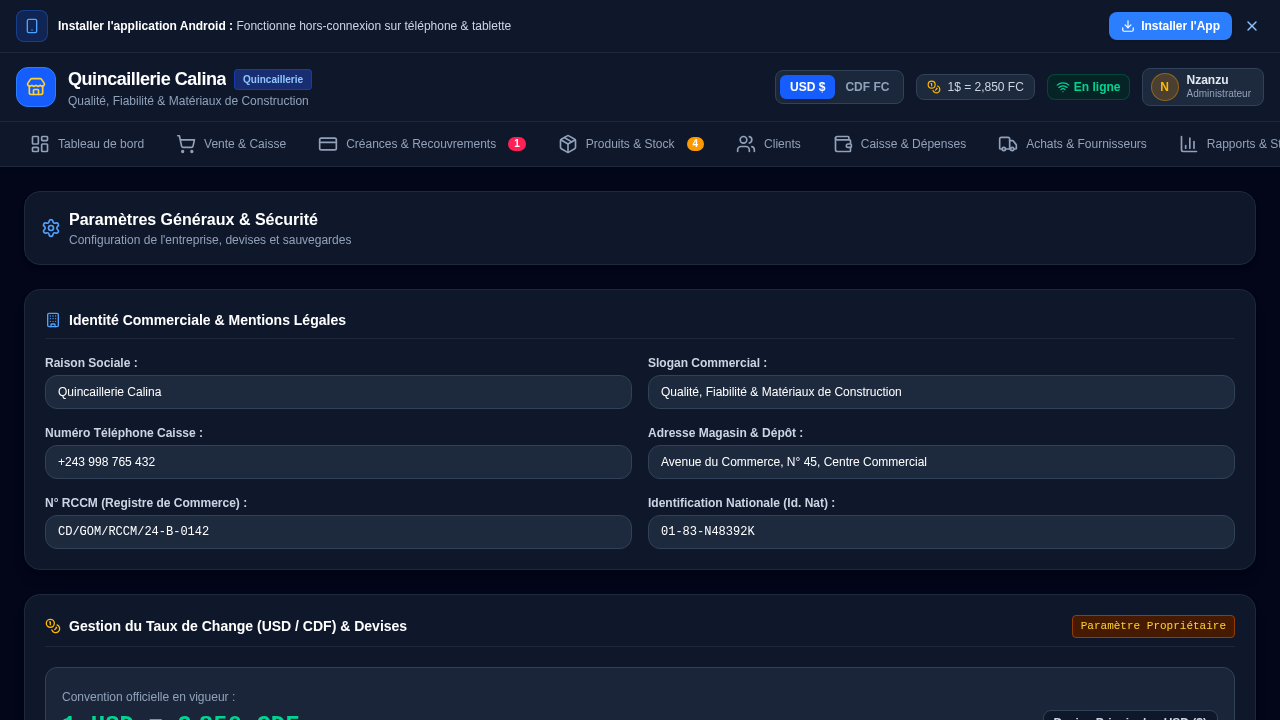 Installer l'application Android : Fonctionne hors-connexion sur téléphone & tablette
Installer l'App
Quincaillerie Calina
Quincaillerie
Qualité, Fiabilité & Matériaux de Construction
USD $
CDF FC
1$ = 2,850 FC
En ligne
N
Nzanzu
Administrateur
Tableau de bord
Vente & Caisse
Créances & Recouvrements
1
Produits & Stock
4
Clients
Caisse & Dépenses
Achats & Fournisseurs
Rapports &
Paramètres Généraux & Sécurité
Configuration de l'entreprise, devises et sauvegardes
Identité Commerciale & Mentions Légales
Raison Sociale :
Slogan Commercial :
Quincaillerie Calina
Qualité, Fiabilité & Matériaux de Construction
Numéro Téléphone Caisse :
Adresse Magasin & Dépôt :
+243 998 765 432
Avenue du Commerce, N° 45, Centre Commercial
N° RCCM (Registre de Commerce) :
Identification Nationale (Id. Nat) :
CD/GOM/RCCM/24-B-0142
01-83-N48392K
Gestion du Taux de Change (USD / CDF) & Devises
Paramètre Propriétaire
Convention officielle en vigueur :
1 USD = 2,850 CDF